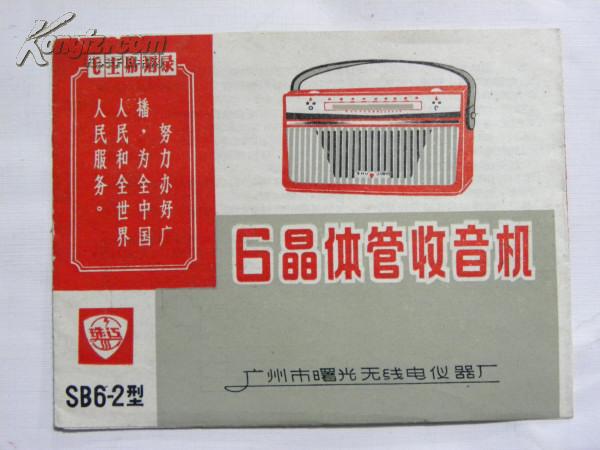 Kongfz.com
毛主席语录
努力办好广
播，为全中国
人民和全世界
人民服务。
6晶体管收音机
珠江
SB6-2型
广州市曙光无线电仪器厂